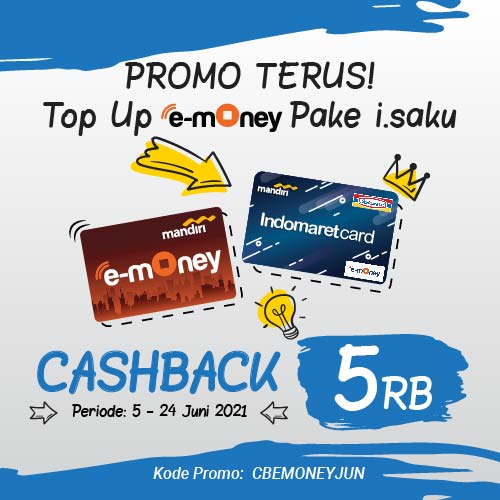 PROMO TERUS!
Top Up e-money Pake i.saku
mandiri
e-money
mandiri
Indomaret
Indomaretcard
e-money
CASHBACK 5RB
Periode: 5 - 24 Juni 2021
Kode Promo: CBEMONEYJUN